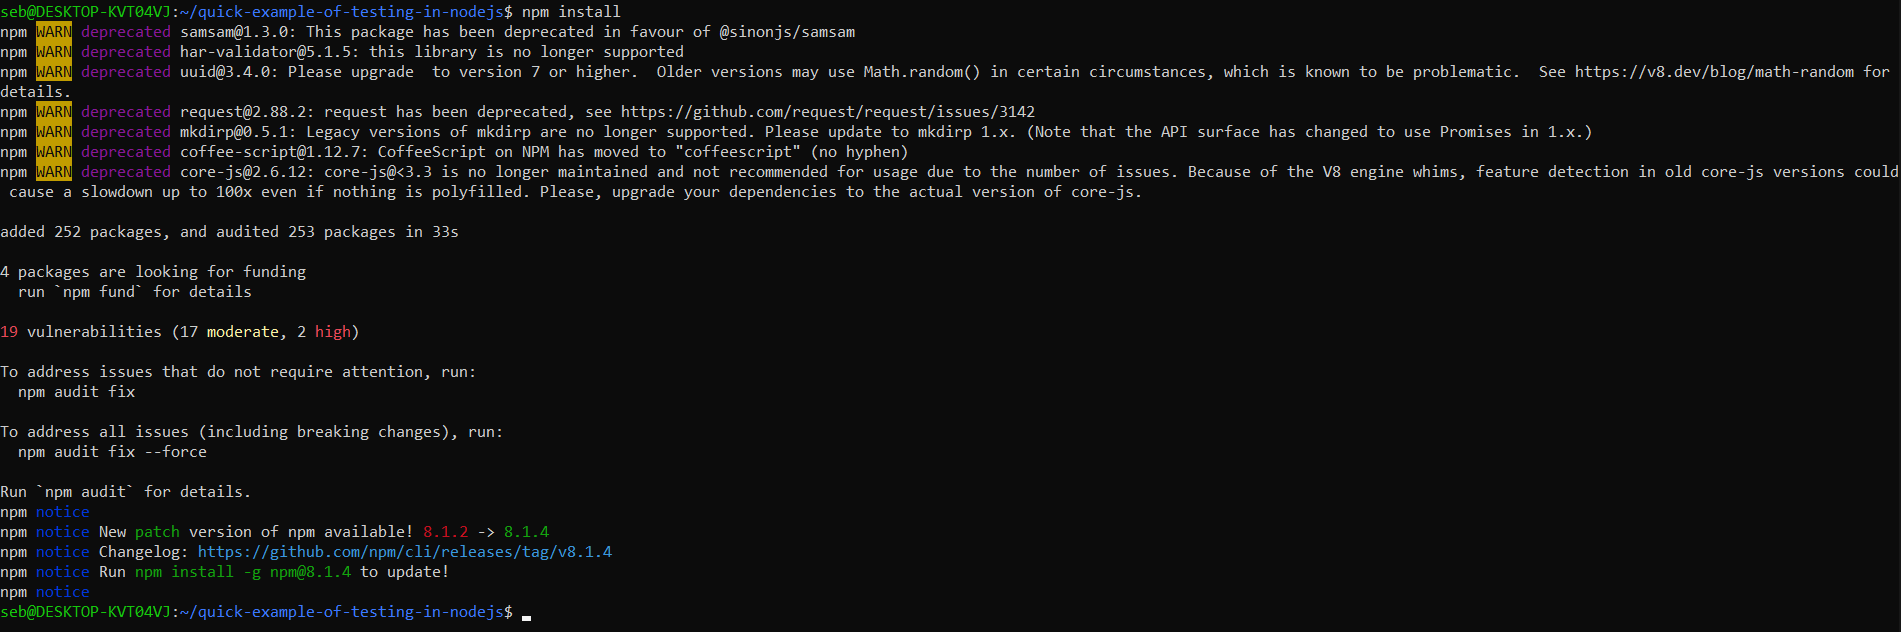 seb@DESKTOP-KVT04VJ:~/quick-example-of-testing-in-nodejs$ npm install
npm WARN deprecated samsam@1.3.0: This package has been deprecated in favour of @sinonjs/samsam
npm WARN deprecated har-validator@5.1.5: this library is no longer supported
npm WARN deprecated uuid@3.4.0: Please upgrade  to version 7 or higher.  Older versions may use Math.random() in certain circumstances, which is known to be problematic.  See https://v8.dev/blog/math-random for
details.
npm WARN deprecated request@2.88.2: request has been deprecated, see https://github.com/request/request/issues/3142
npm WARN deprecated mkdirp@0.5.1: Legacy versions of mkdirp are no longer supported. Please update to mkdirp 1.x. (Note that the API surface has changed to use Promises in 1.x.)
npm WARN deprecated coffee-script@1.12.7: CoffeeScript on NPM has moved to "coffeescript" (no hyphen)
npm WARN deprecated core-js@2.6.12: core-js@<3.3 is no longer maintained and not recommended for usage due to the number of issues. Because of the V8 engine whims, feature detection in old core-js versions could
 cause a slowdown up to 100x even if nothing is polyfilled. Please, upgrade your dependencies to the actual version of core-js.

added 252 packages, and audited 253 packages in 33s

4 packages are looking for funding
  run `npm fund` for details

19 vulnerabilities (17 moderate, 2 high)

To address issues that do not require attention, run:
  npm audit fix

To address all issues (including breaking changes), run:
  npm audit fix --force

Run `npm audit` for details.
npm notice
npm notice New patch version of npm available! 8.1.2 -> 8.1.4
npm notice Changelog: https://github.com/npm/cli/releases/tag/v8.1.4
npm notice Run npm install -g npm@8.1.4 to update!
npm notice
seb@DESKTOP-KVT04VJ:~/quick-example-of-testing-in-nodejs$